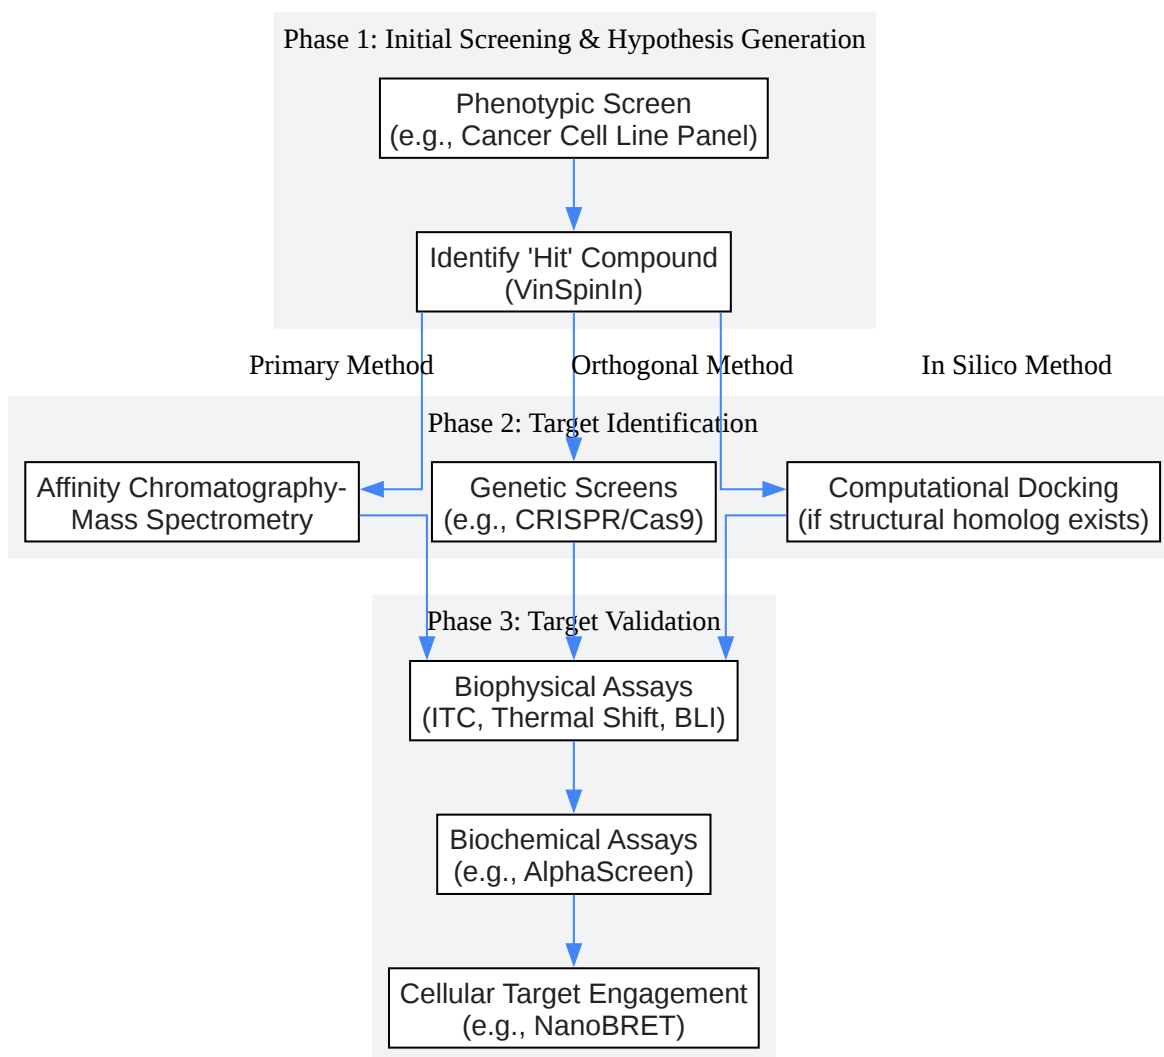 Phase 1: Initial Screening & Hypothesis Generation
Phenotypic Screen
(e.g., Cancer Cell Line Panel)
Identify 'Hit' Compound
(VinSpinIn)
Primary Method
Orthogonal Method
In Silico Method
Phase 2: Target Identification
Affinity Chromatography-
Mass Spectrometry
Genetic Screens
(e.g., CRISPR/Cas9)
Computational Docking
(if structural homolog exists)
Phase 3: Target Validation
Biophysical Assays
(ITC, Thermal Shift, BLI)
Biochemical Assays
(e.g., AlphaScreen)
Cellular Target Engagement
(e.g., NanoBRET)